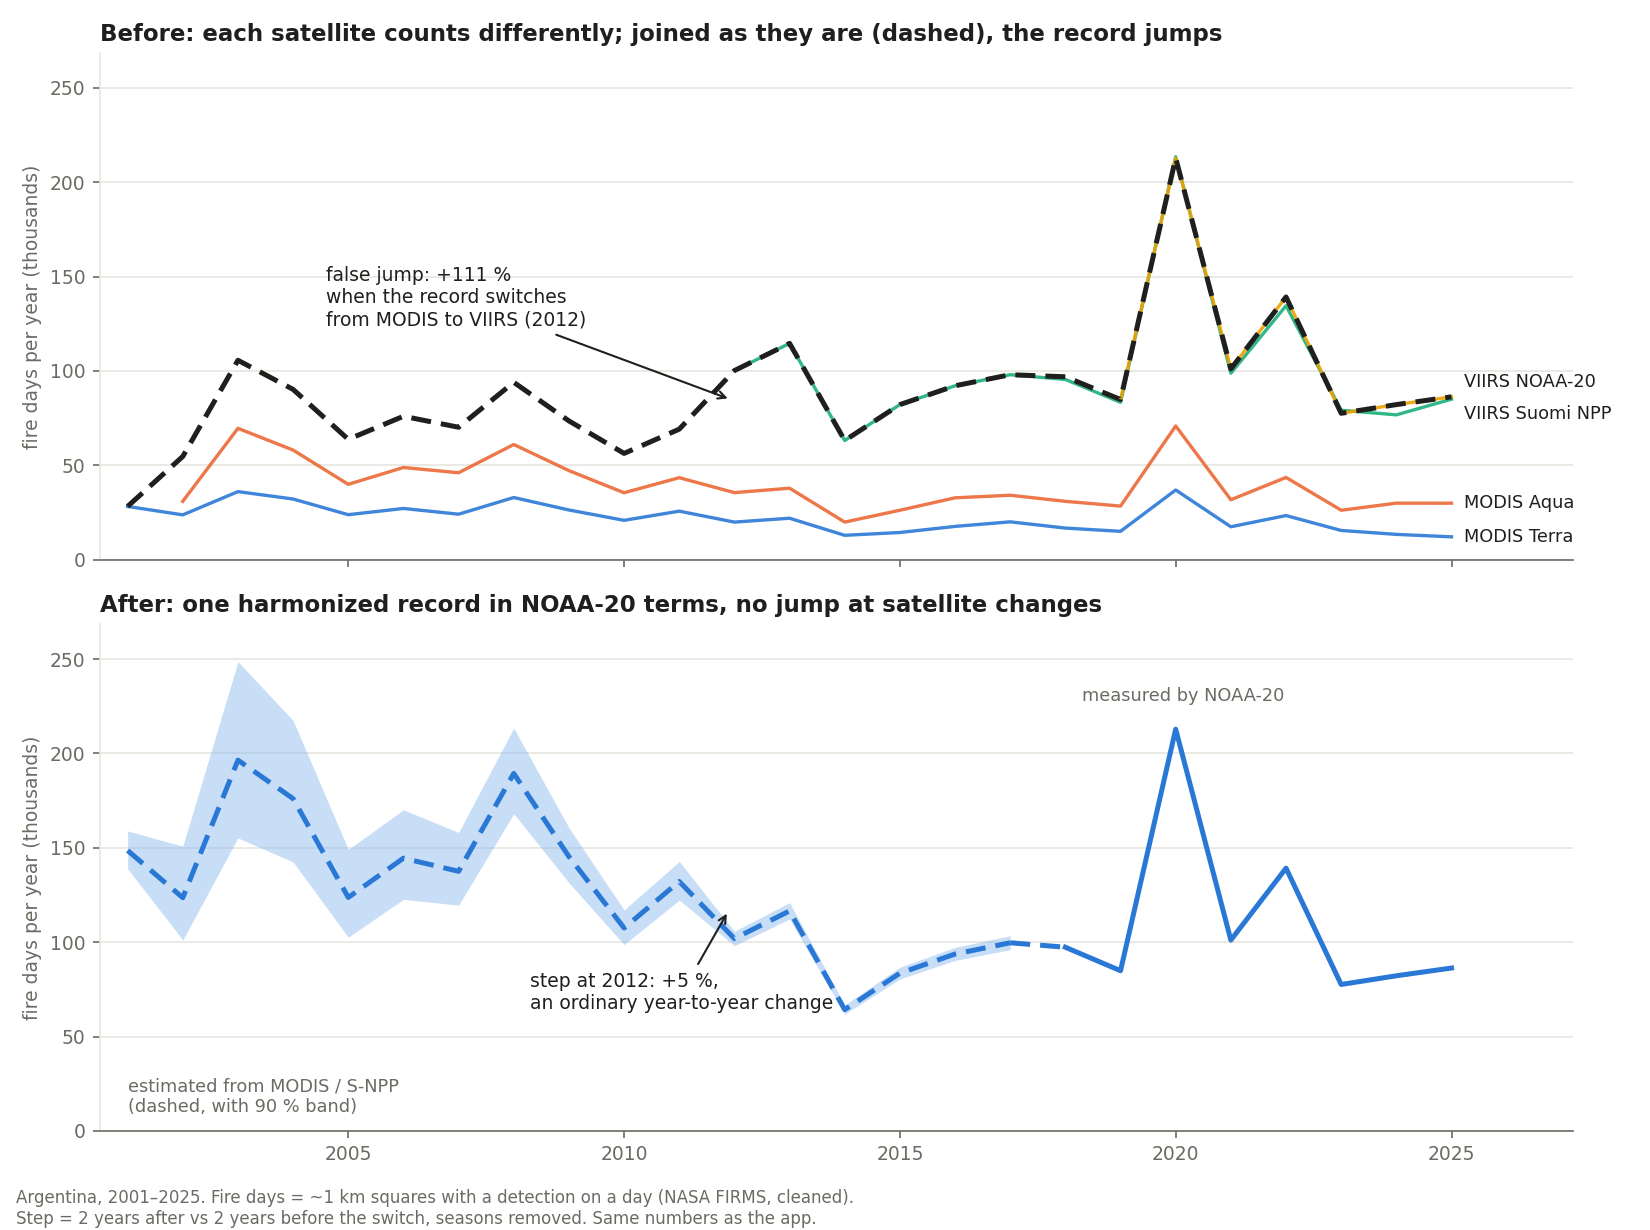 Before: each satellite counts differently; joined as they are (dashed), the record jumps
fire days per year (thousands)
250
200
150
100
50
0
false jump: +111 %
when the record switches
from MODIS to VIIRS (2012)
VIIRS NOAA-20
VIIRS Suomi NPP
MODIS Aqua
MODIS Terra
After: one harmonized record in NOAA-20 terms, no jump at satellite changes
fire days per year (thousands)
250
200
150
100
50
0
measured by NOAA-20
step at 2012: +5 %,
an ordinary year-to-year change
estimated from MODIS / S-NPP
(dashed, with 90 % band)
2005
2010
2015
2020
2025
Argentina, 2001–2025. Fire days = ~1 km squares with a detection on a day (NASA FIRMS, cleaned).
Step = 2 years after vs 2 years before the switch, seasons removed. Same numbers as the app.